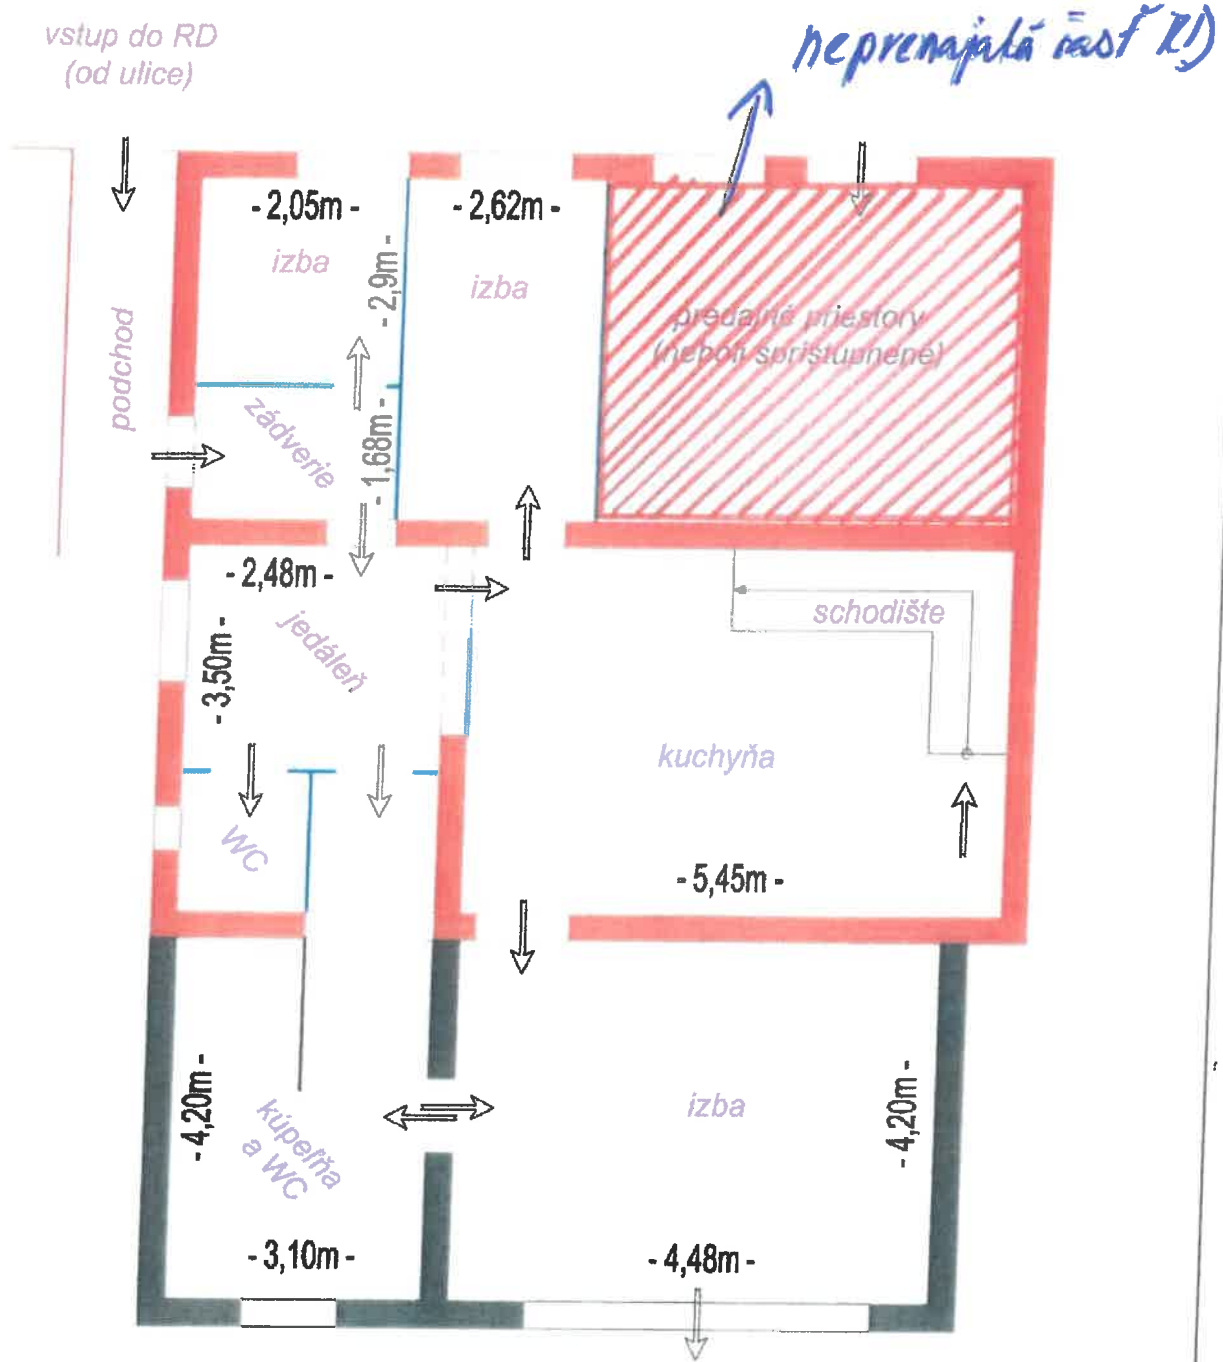 vstup do RD
(od ulice)
neprenajatá časť RD
- 2,05m -
- 2,62m -
izba
- 2,9m -
izba
podchod
predajné priestory
(neboli sprístupnené)
zádverie
- 1,68m -
- 2,48m -
jedáleň
- 3,50m -
schodište
kuchyňa
WC
- 5,45m -
- 4,20m -
kúpeľňa
a WC
izba
- 4,20m -
- 3,10m -
- 4,48m -